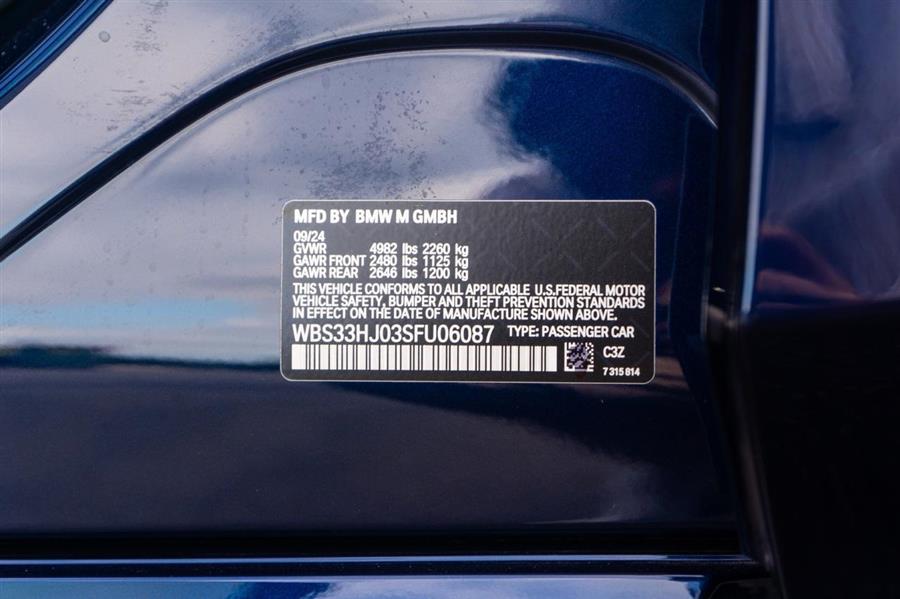 MFD BY BMW M GMBH
09/24
GVWR 4982 lbs 2260 kg
GAWR FRONT 2480 lbs 1125 kg
GAWR REAR 2646 lbs 1200 kg
THIS VEHICLE CONFORMS TO ALL APPLICABLE U.S.FEDERAL MOTOR
VEHICLE SAFETY, BUMPER AND THEFT PREVENTION STANDARDS
IN EFFECT ON THE DATE OF MANUFACTURE SHOWN ABOVE.
WBS33HJ03SFU06087 TYPE: PASSENGER CAR
C3Z
7 315 814